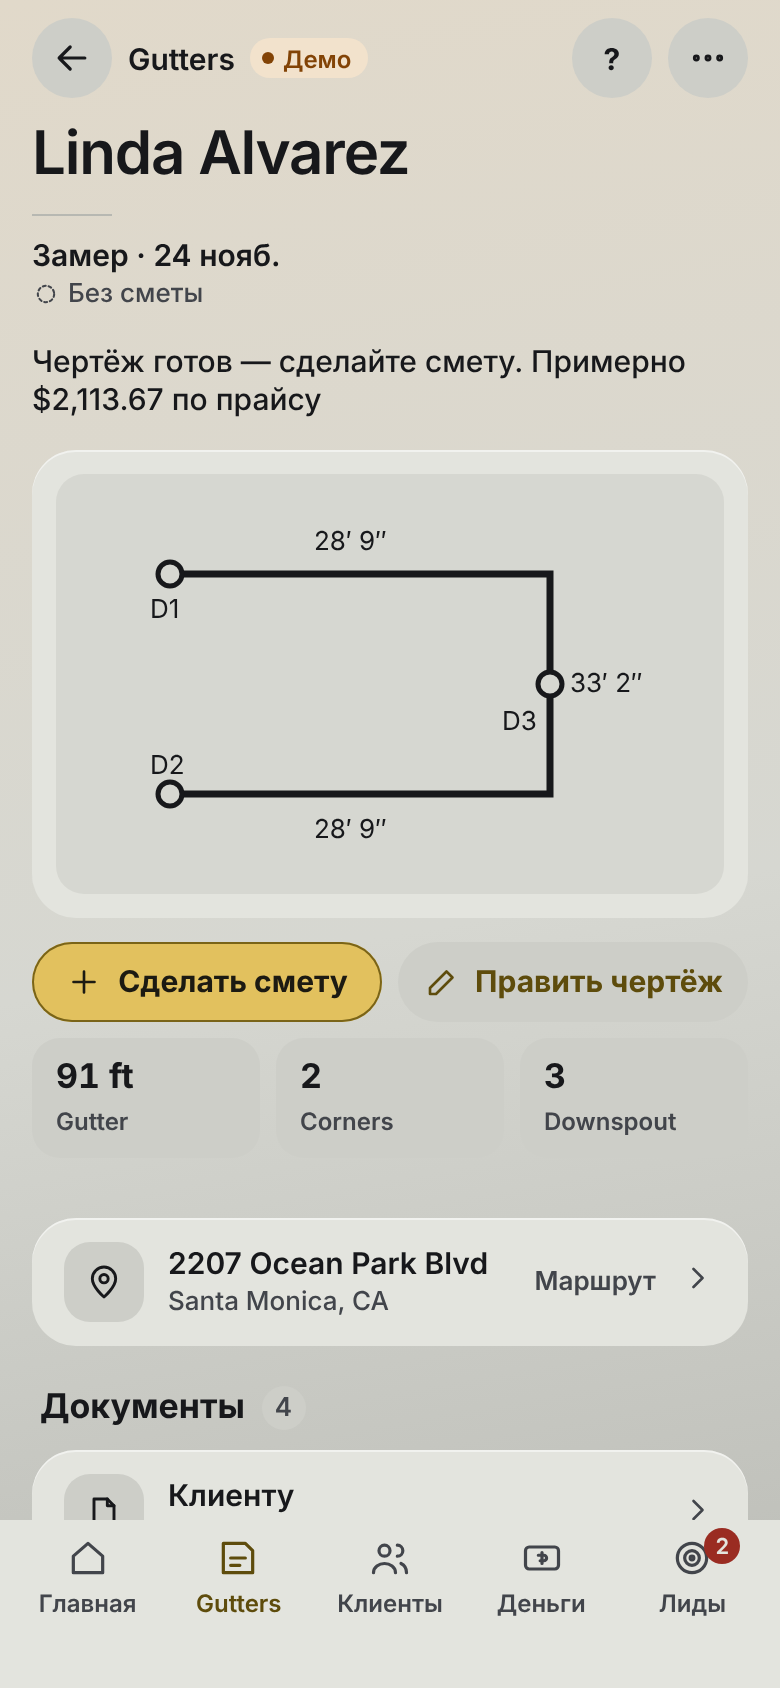 Gutters
Демо
?
Linda Alvarez
Замер · 24 нояб.
Без сметы
Чертёж готов — сделайте смету. Примерно
$2,113.67 по прайсу
28′ 9″
D1
33′ 2″
D3
D2
28′ 9″
Сделать смету
Править чертёж
91 ft
Gutter
2
Corners
3
Downspout
2207 Ocean Park Blvd
Santa Monica, CA
Маршрут
Документы 4
Клиенту
2
Главная
Gutters
Клиенты
Деньги
Лиды